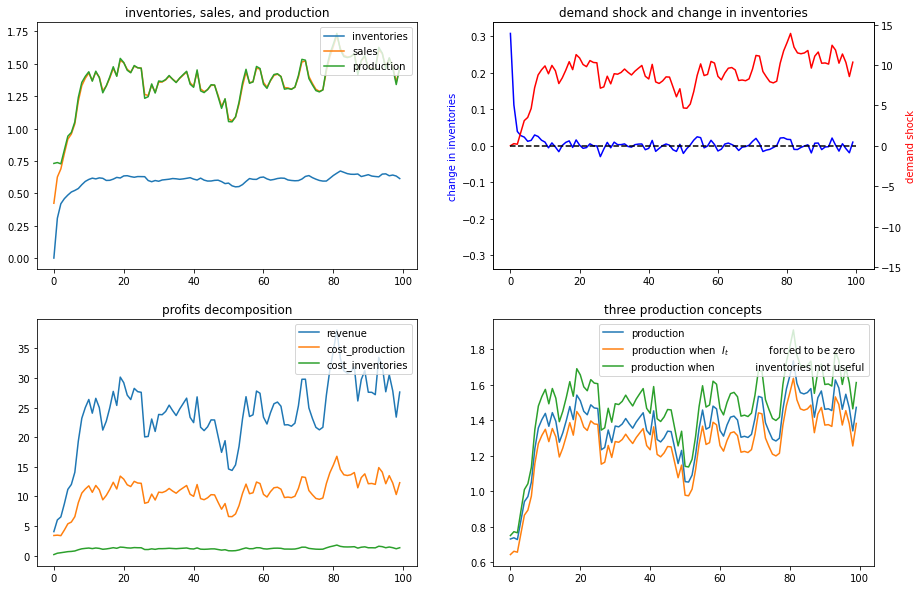 inventories, sales, and production
inventories
sales
production
1.75
1.50
1.25
1.00
0.75
0.50
0.25
0.00
0 20 40 60 80 100
demand shock and change in inventories
change in inventories
0.3
0.2
0.1
0.0
−0.1
−0.2
−0.3
15
10
5
0
−5
−10
−15
demand shock
0 20 40 60 80 100
profits decomposition
revenue
cost_production
cost_inventories
35
30
25
20
15
10
5
0
0 20 40 60 80 100
three production concepts
production
production when I_t forced to be zero
production when inventories not useful
1.8
1.6
1.4
1.2
1.0
0.8
0.6
0 20 40 60 80 100